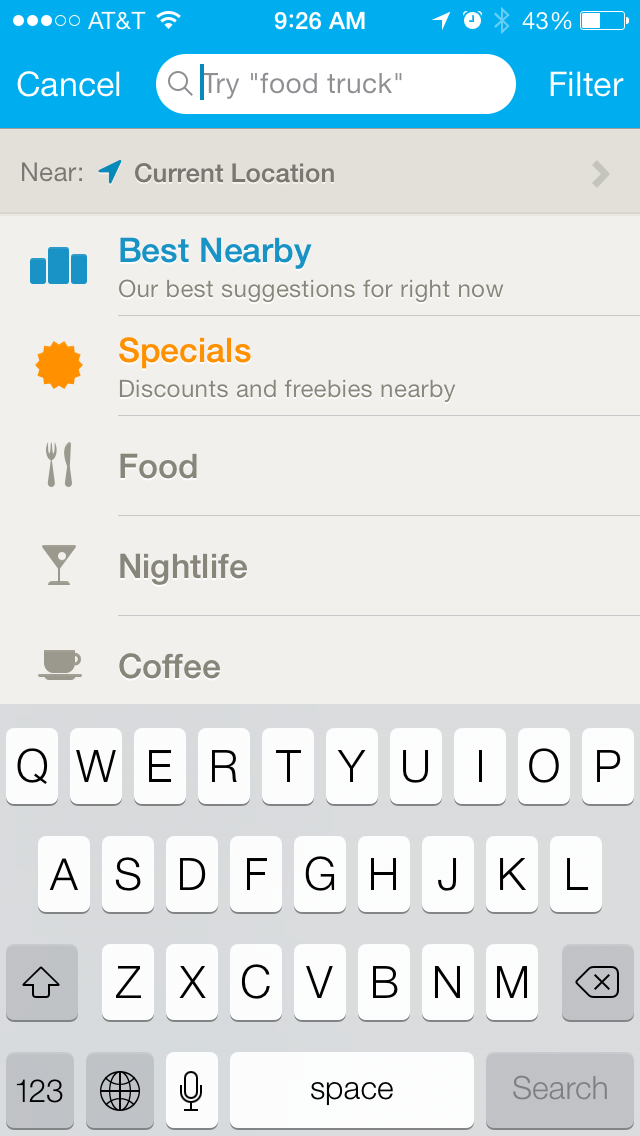 AT&T 9:26 AM 43%
Cancel Try "food truck" Filter
Near: Current Location
Best Nearby
Our best suggestions for right now
Specials
Discounts and freebies nearby
Food
Nightlife
Coffee
Q W E R T Y U I O P
A S D F G H J K L
Z X C V B N M
123 space Search